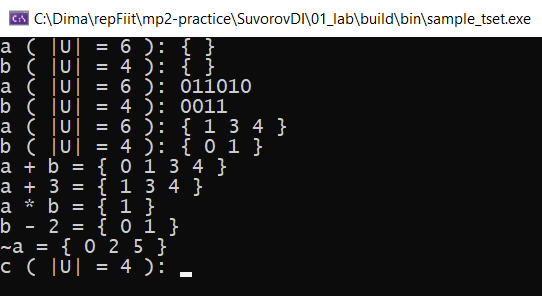 C:\Dima\repFiit\mp2-practice\SuvorovDI\01_lab\build\bin\sample_tset.exe
a ( |U| = 6 ): { }
b ( |U| = 4 ): { }
a ( |U| = 6 ): 011010
b ( |U| = 4 ): 0011
a ( |U| = 6 ): { 1 3 4 }
b ( |U| = 4 ): { 0 1 }
a + b = { 0 1 3 4 }
a + 3 = { 1 3 4 }
a * b = { 1 }
b - 2 = { 0 1 }
~a = { 0 2 5 }
c ( |U| = 4 ):